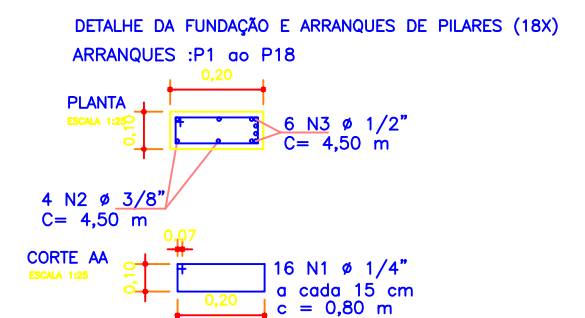 DETALHE DA FUNDAÇÃO E ARRANQUES DE PILARES (18X)
ARRANQUES :P1 ao P18
0,20
PLANTA
ESCALA 1:25
0,10
6 N3 ø 1/2"
C= 4,50 m
4 N2 ø 3/8"
C= 4,50 m
0,07
CORTE AA
ESCALA 1:25
0,10
16 N1 ø 1/4"
a cada 15 cm
c = 0,80 m
0,20